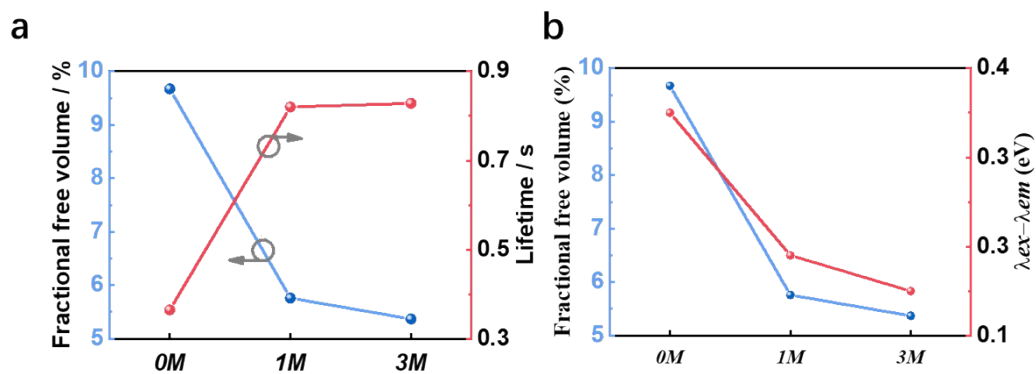 a
Fractional free volume / %
10
9
8
7
6
5
0M
1M
3M
0.9
0.7
0.5
0.3
Lifetime / s
b
Fractional free volume (%)
10
9
8
7
6
5
0M
1M
3M
0.4
0.3
0.3
0.1
λex−λem (eV)